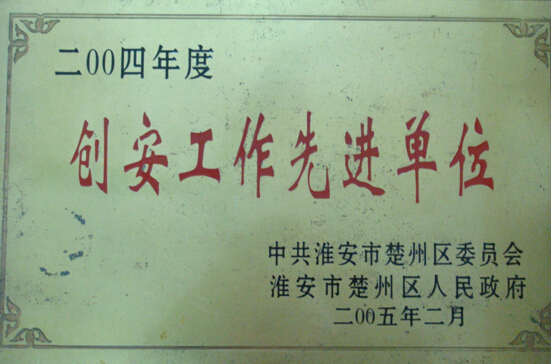 二00四年度
创安工作先进单位
中共淮安市楚州区委员会
淮安市楚州区人民政府
二00五年二月